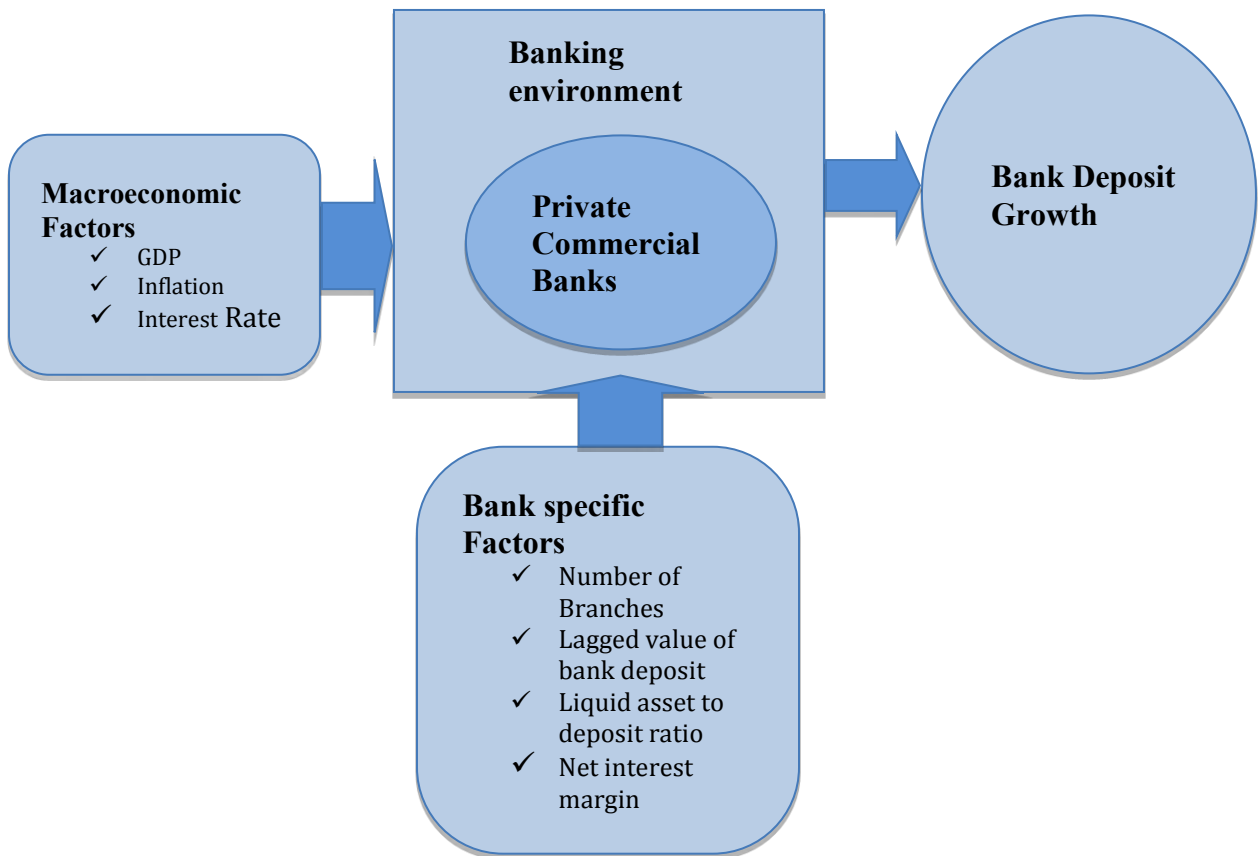 Banking
environment
Macroeconomic
Factors
✓ GDP
✓ Inflation
✓ Interest Rate
Private
Commercial
Banks
Bank Deposit
Growth
Bank specific
Factors
✓ Number of
Branches
✓ Lagged value of
bank deposit
✓ Liquid asset to
deposit ratio
✓ Net interest
margin